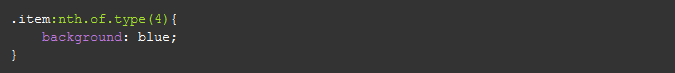 .item:nth.of.type(4){
    background: blue;
}